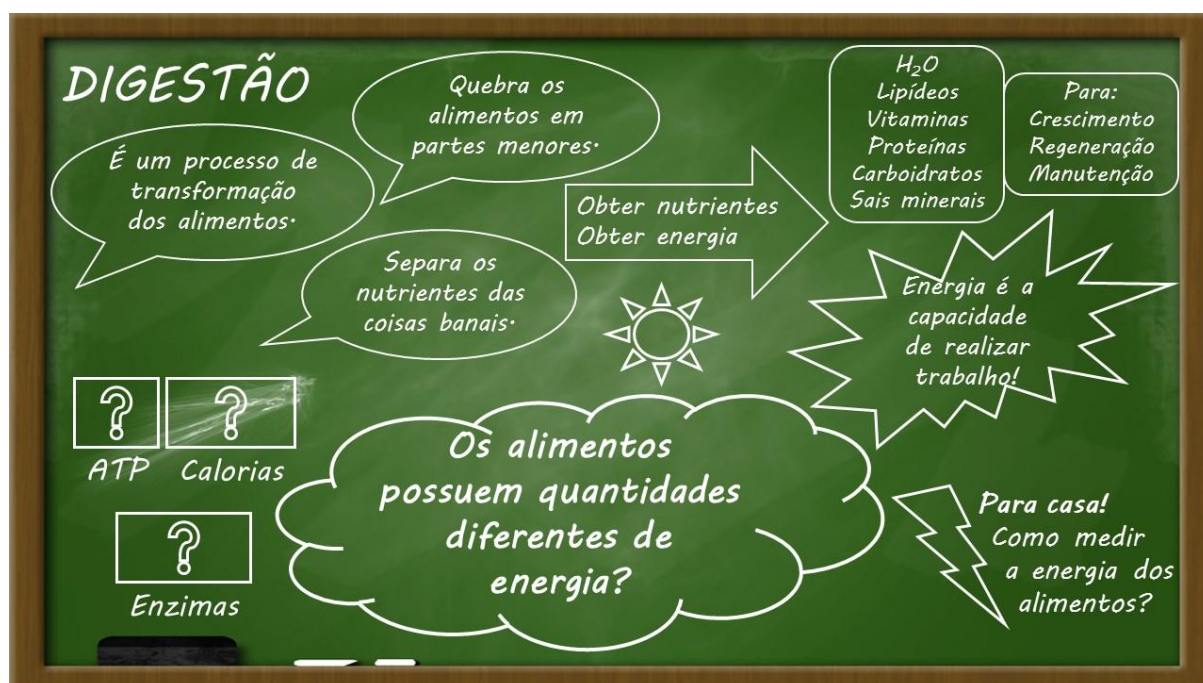 DIGESTÃO
É um processo de
transformação
dos alimentos.
Quebra os
alimentos em
partes menores.
Separa os
nutrientes das
coisas banais.
Obter nutrientes
Obter energia
H₂O
Lipídeos
Vitaminas
Proteínas
Carboidratos
Sais minerais
Para:
Crescimento
Regeneração
Manutenção
Energia é a
capacidade
de realizar
trabalho!
?
ATP
?
Calorias
?
Enzimas
Os alimentos
possuem quantidades
diferentes de
energia?
Para casa!
Como medir
a energia dos
alimentos?